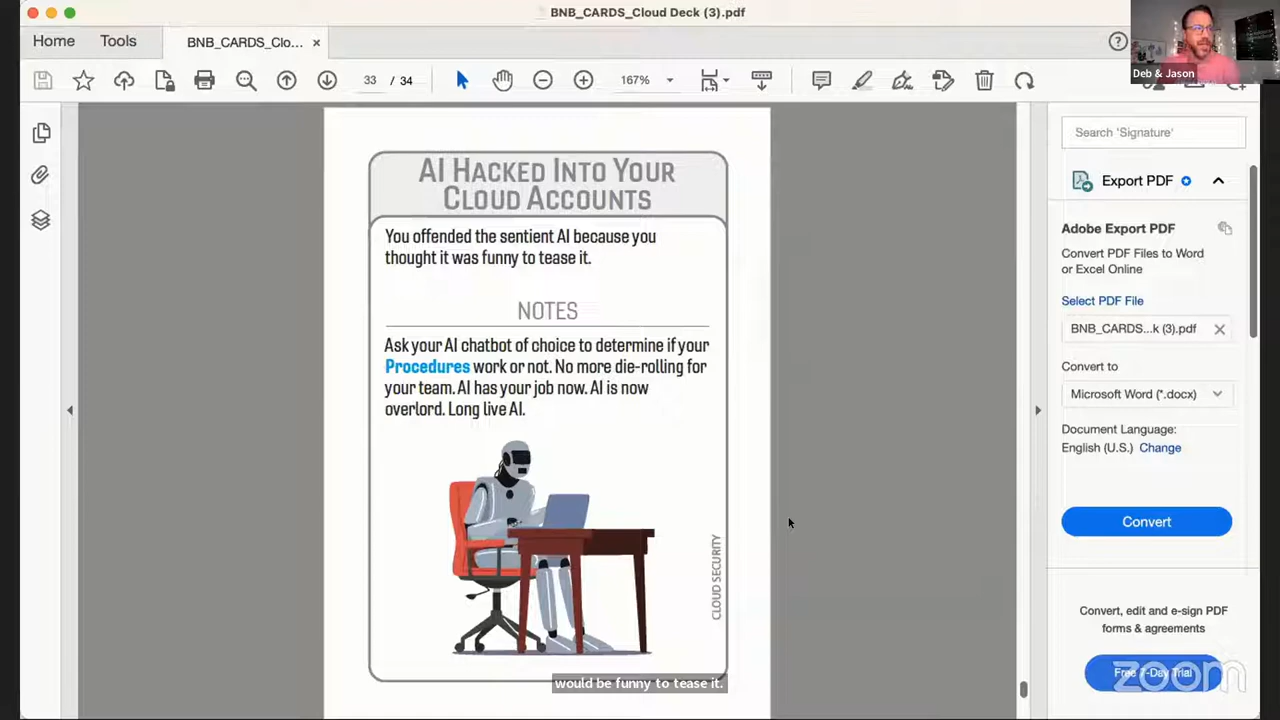 BNB_CARDS_Cloud Deck (3).pdf
Home
Tools
BNB_CARDS_Clo...
33 / 34
167%
Deb & Jason
AI HACKED INTO YOUR
CLOUD ACCOUNTS
You offended the sentient AI because you
thought it was funny to tease it.
NOTES
Ask your AI chatbot of choice to determine if your
Procedures work or not. No more die-rolling for
your team. AI has your job now. AI is now
overlord. Long live AI.
CLOUD SECURITY
would be funny to tease it.
Search 'Signature'
Export PDF
Adobe Export PDF
Convert PDF Files to Word
or Excel Online
Select PDF File
BNB_CARDS...k (3).pdf
Convert to
Microsoft Word (*.docx)
Document Language:
English (U.S.) Change
Convert
Convert, edit and e-sign PDF
forms & agreements
Free 7-Day Trial
zoom